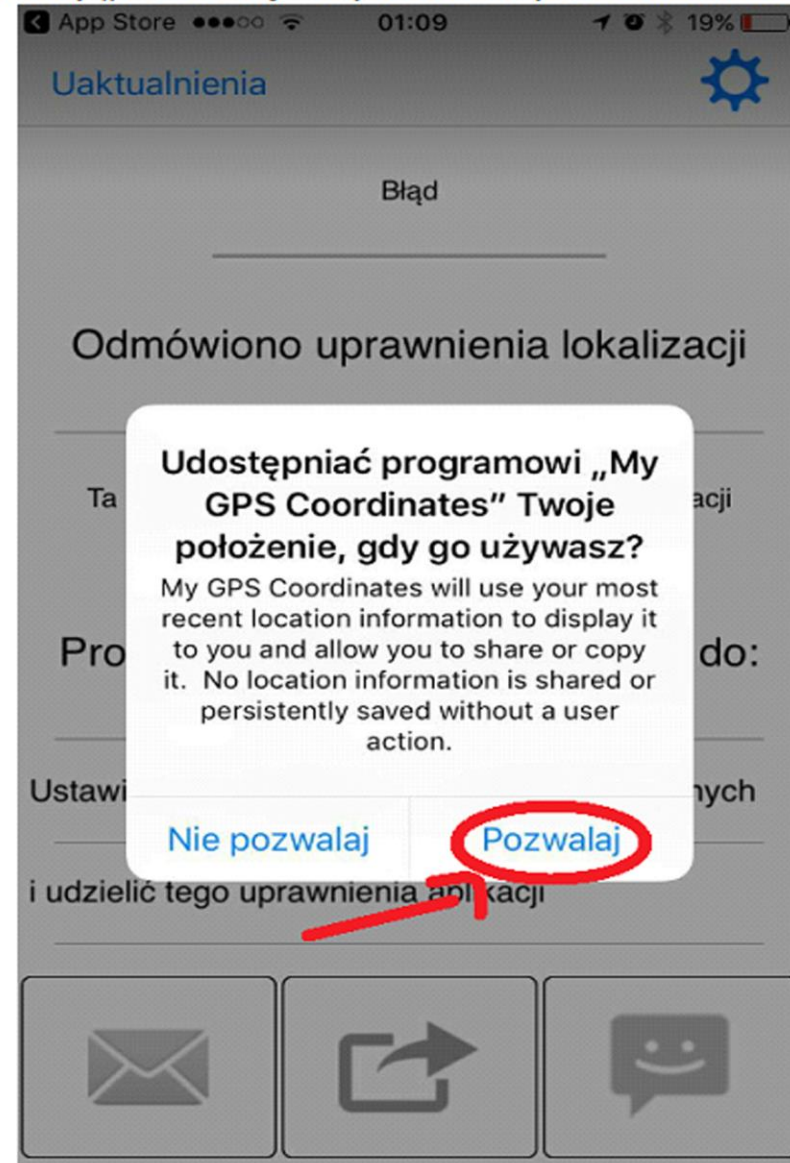 App Store 01:09 19%
Uaktualnienia
Błąd
Odmówiono uprawnienia lokalizacji
Udostępniać programowi „My
GPS Coordinates” Twoje
położenie, gdy go używasz?
Ta acji
My GPS Coordinates will use your most
recent location information to display it
to you and allow you to share or copy
it. No location information is shared or
persistently saved without a user
action.
Pro do:
Ustawi nych
Nie pozwalaj Pozwalaj
i udzielić tego uprawnienia aplikacji